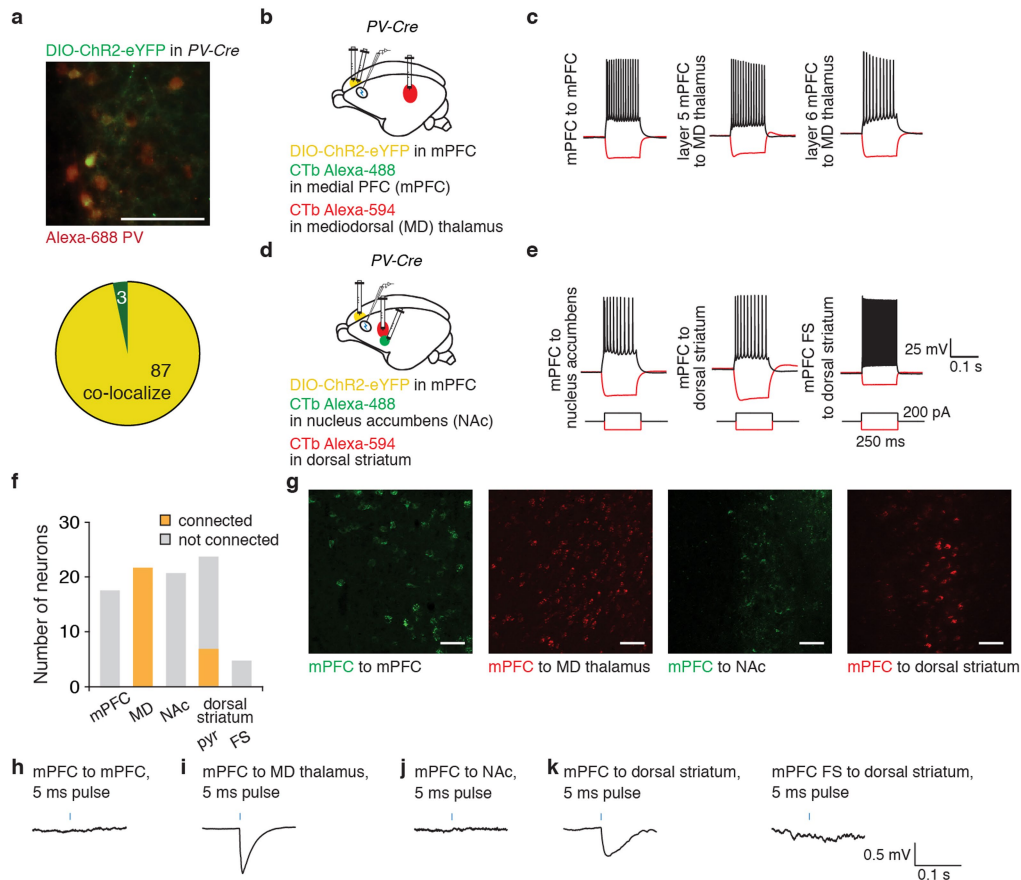 a
DIO-ChR2-eYFP in PV-Cre
Alexa-688 PV
3
87
co-localize
b
PV-Cre
DIO-ChR2-eYFP in mPFC
CTb Alexa-488
in medial PFC (mPFC)
CTb Alexa-594
in mediodorsal (MD) thalamus
c
mPFC to mPFC
layer 5 mPFC
to MD thalamus
layer 6 mPFC
to MD thalamus
d
PV-Cre
DIO-ChR2-eYFP in mPFC
CTb Alexa-488
in nucleus accumbens (NAc)
CTb Alexa-594
in dorsal striatum
e
mPFC to
nucleus accumbens
mPFC to
dorsal striatum
mPFC FS
to dorsal striatum
25 mV
0.1 s
200 pA
250 ms
f
Number of neurons
30
20
10
0
connected
not connected
mPFC
MD
NAc
dorsal
striatum
pyr
FS
g
mPFC to mPFC
mPFC to MD thalamus
mPFC to NAc
mPFC to dorsal striatum
h
mPFC to mPFC,
5 ms pulse
i
mPFC to MD thalamus,
5 ms pulse
j
mPFC to NAc,
5 ms pulse
k
mPFC to dorsal striatum,
5 ms pulse
mPFC FS to dorsal striatum,
5 ms pulse
0.5 mV
0.1 s